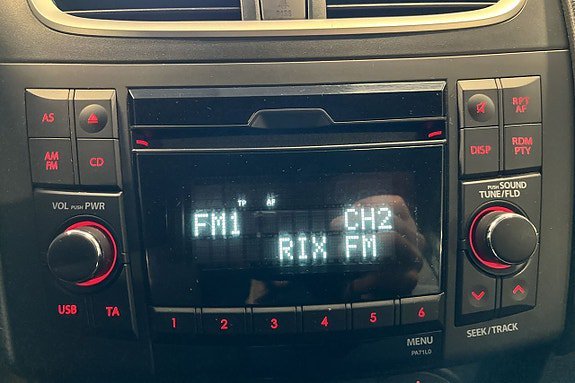 AS
AM
FM
CD
VOL PUSH PWR
USB
TA
TP AF
FM1 CH2
RIX FM
1 2 3 4 5 6
MENU
PA71L0
RPT
AF
DISP
RDM
PTY
PUSH SOUND
TUNE/FLD
SEEK/TRACK